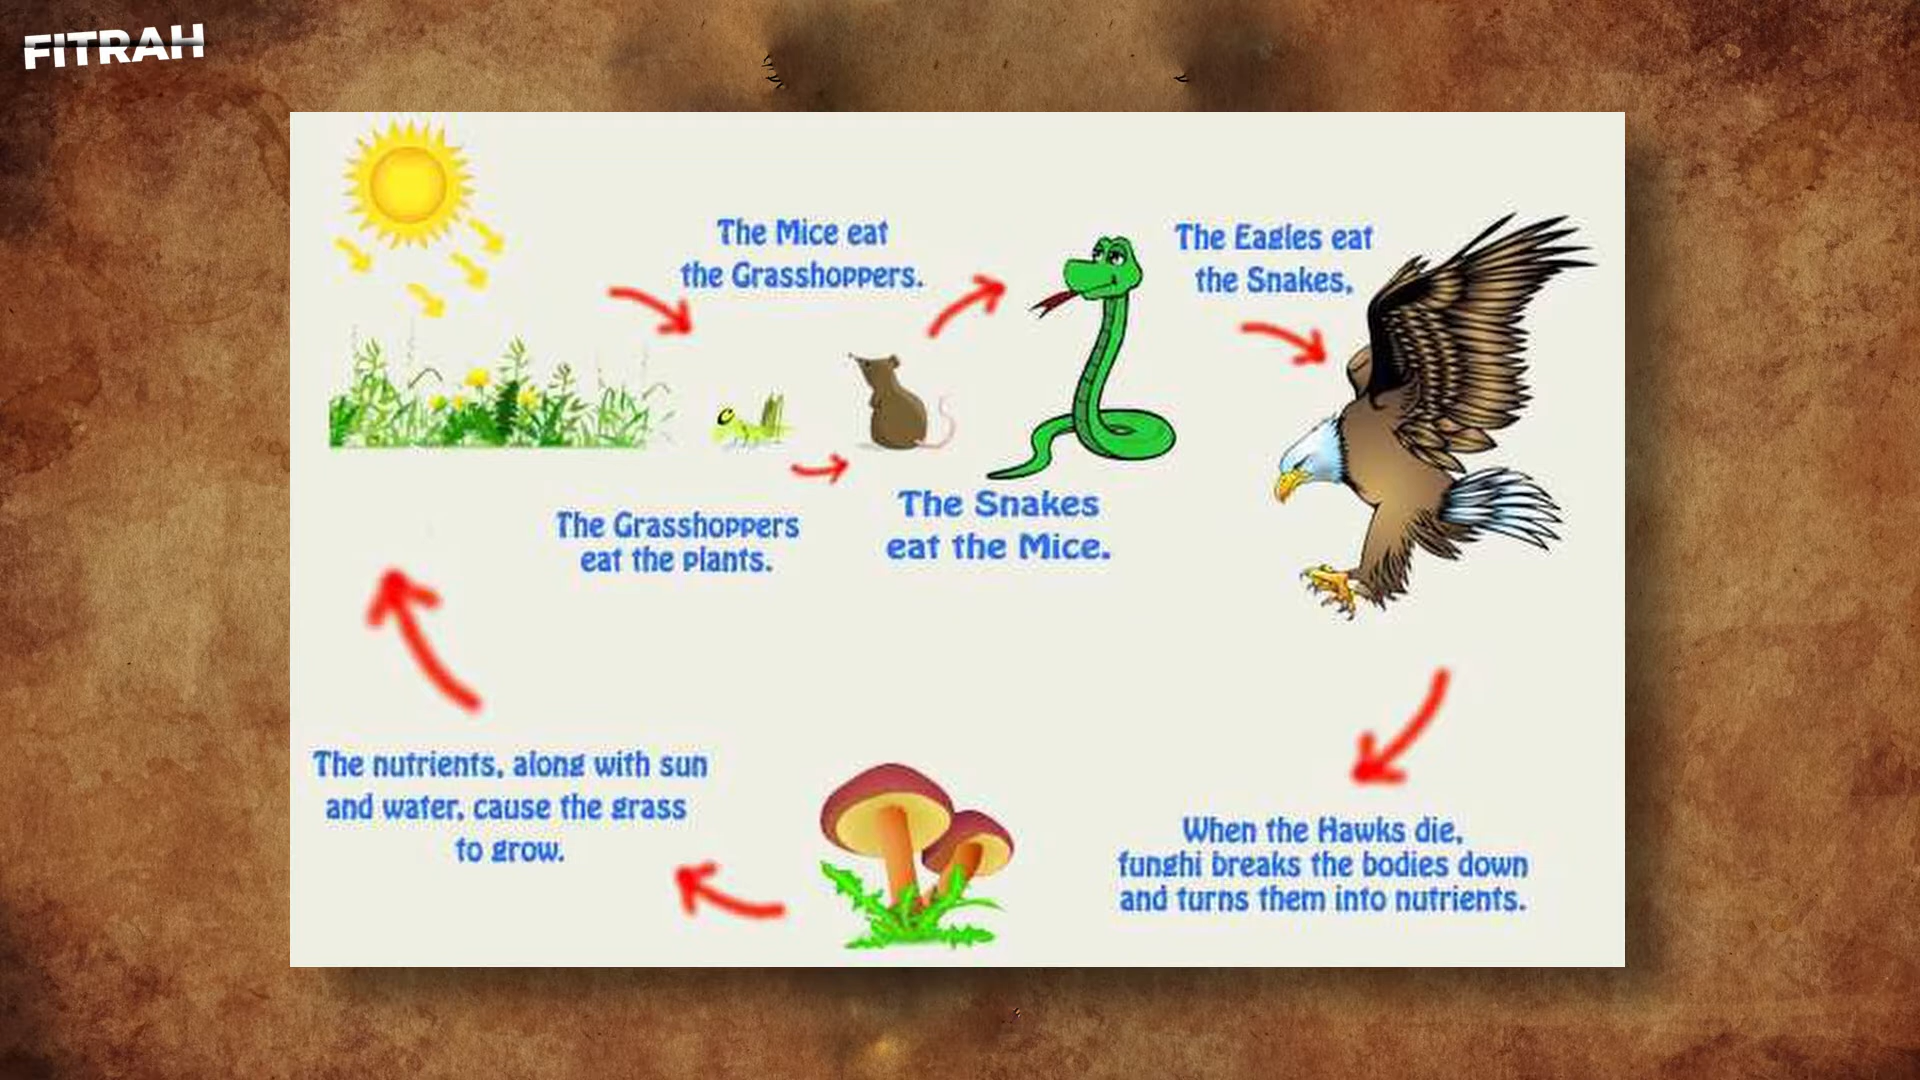 FITRAH
The Mice eat
the Grasshoppers.
The Eagles eat
the Snakes,
The Grasshoppers
eat the plants.
The Snakes
eat the Mice.
The nutrients, along with sun
and water, cause the grass
to grow.
When the Hawks die,
funghi breaks the bodies down
and turns them into nutrients.